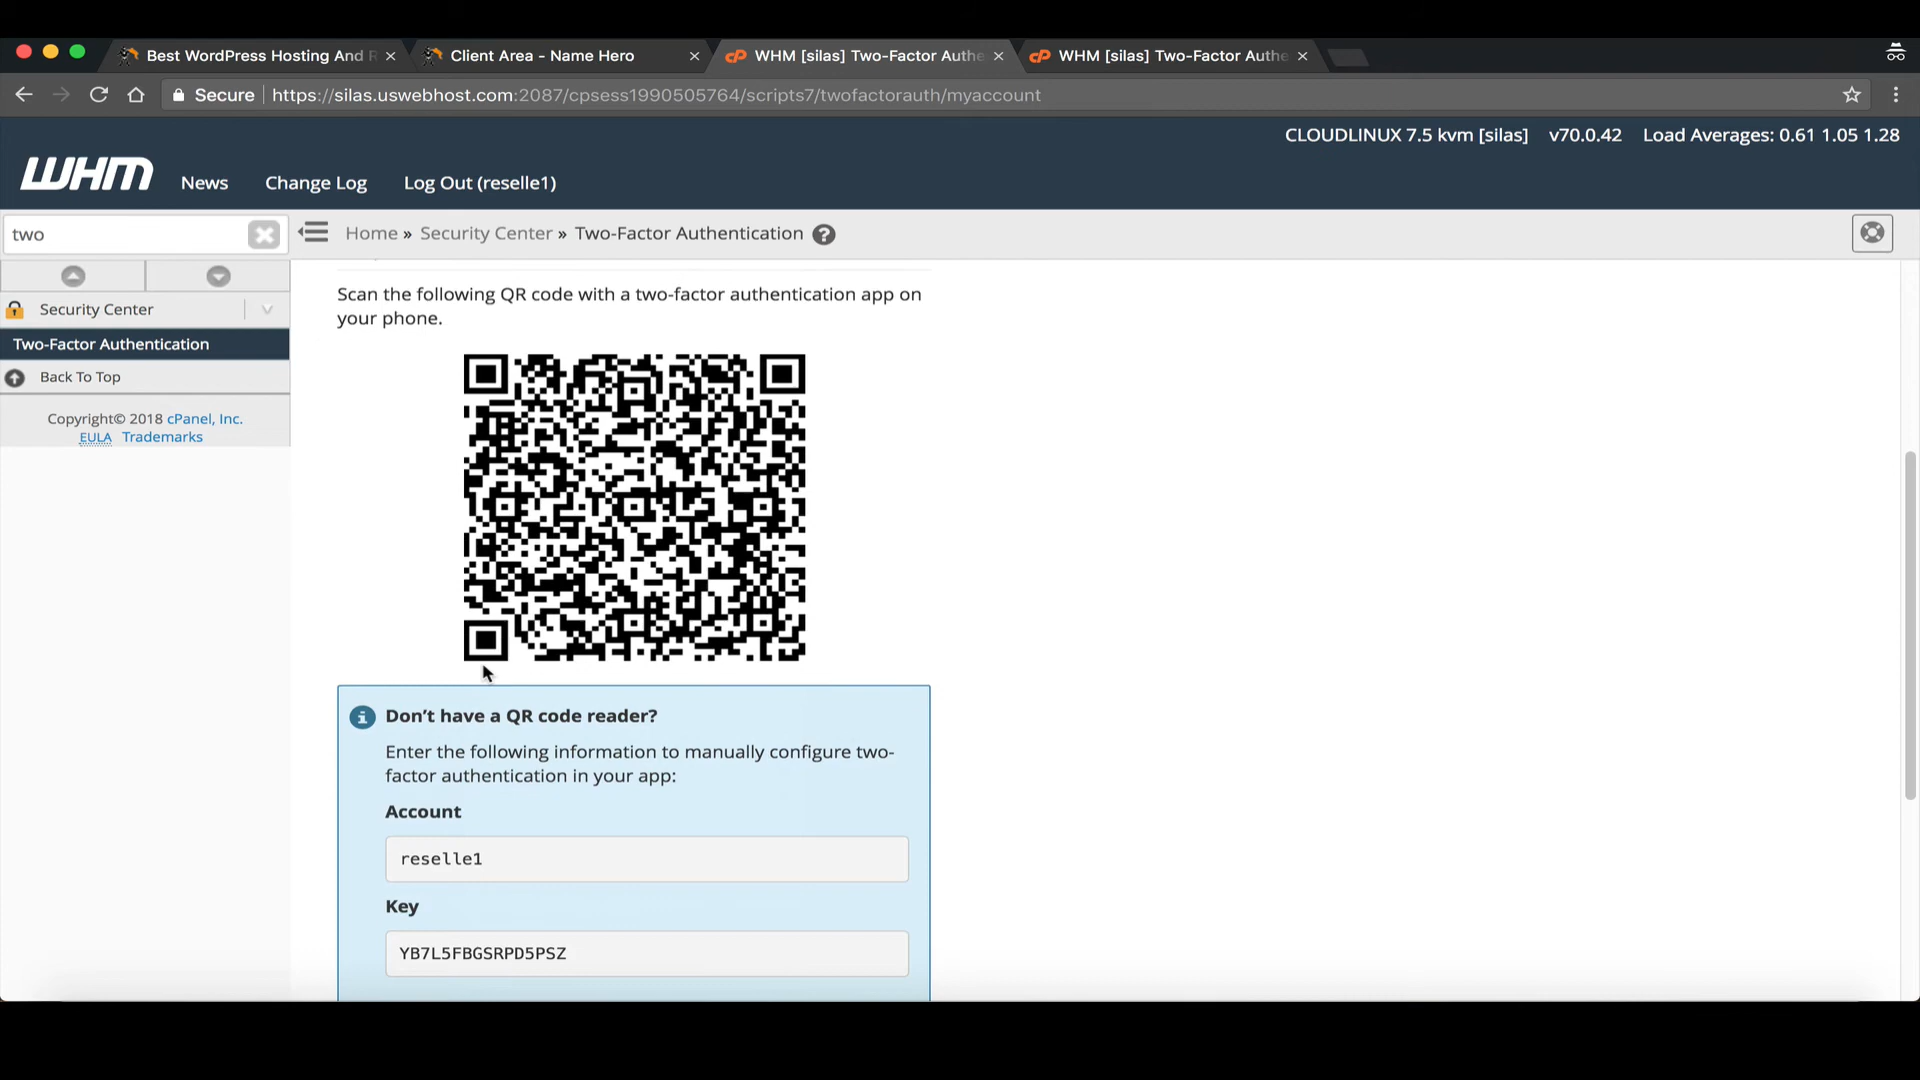 Best WordPress Hosting And R
Client Area - Name Hero
WHM [silas] Two-Factor Authe
WHM [silas] Two-Factor Authe
Secure
https://silas.uswebhost.com:2087/cpsess1990505764/scripts7/twofactorauth/myaccount
CLOUDLINUX 7.5 kvm [silas] v70.0.42 Load Averages: 0.61 1.05 1.28
WHM
News
Change Log
Log Out (reselle1)
two
Home » Security Center » Two-Factor Authentication
Security Center
Two-Factor Authentication
Back To Top
Copyright© 2018 cPanel, Inc.
EULA Trademarks
Scan the following QR code with a two-factor authentication app on
your phone.
Don’t have a QR code reader?
Enter the following information to manually configure two-
factor authentication in your app:
Account
reselle1
Key
YB7L5FBGSRPD5PSZ